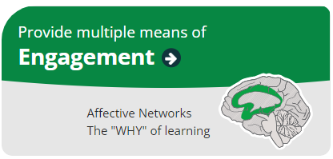 Provide multiple means of
Engagement
Affective Networks
The "WHY" of learning